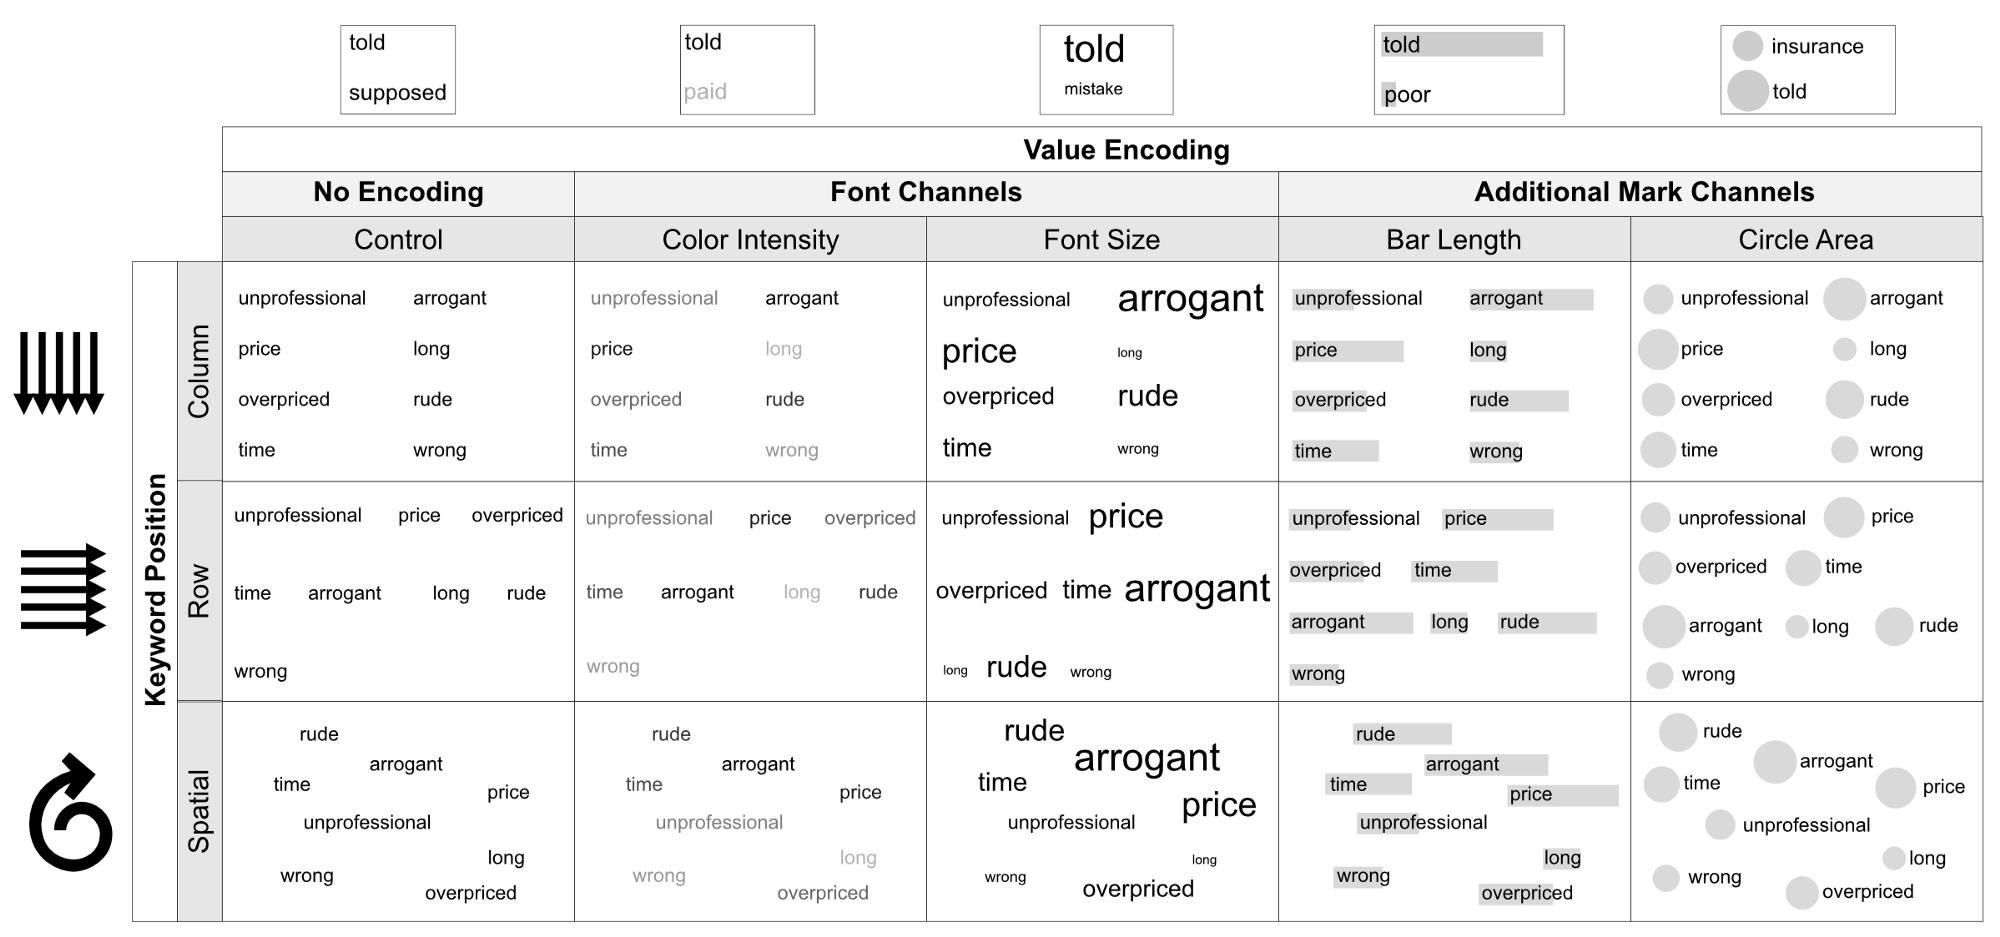 told
supposed
told
paid
told
mistake
told
poor
insurance
told
Value Encoding
No Encoding
Font Channels
Additional Mark Channels
Control
Color Intensity
Font Size
Bar Length
Circle Area
Keyword Position
Column
unprofessional arrogant
price long
overpriced rude
time wrong
unprofessional arrogant
price long
overpriced rude
time wrong
unprofessional arrogant
price long
overpriced rude
time wrong
unprofessional arrogant
price long
overpriced rude
time wrong
unprofessional arrogant
price long
overpriced rude
time wrong
Row
unprofessional price overpriced
time arrogant long rude
wrong
unprofessional price overpriced
time arrogant long rude
wrong
unprofessional price
overpriced time arrogant
long rude wrong
unprofessional price
overpriced time
arrogant long rude
wrong
unprofessional price
overpriced time
arrogant long rude
wrong
Spatial
rude
arrogant
time
price
unprofessional
long
wrong
overpriced
rude
arrogant
time
price
unprofessional
long
wrong
overpriced
rude
arrogant
time
price
unprofessional
long
wrong
overpriced
rude
arrogant
time
price
unprofessional
long
wrong
overpriced
rude
arrogant
time
price
unprofessional
long
wrong
overpriced